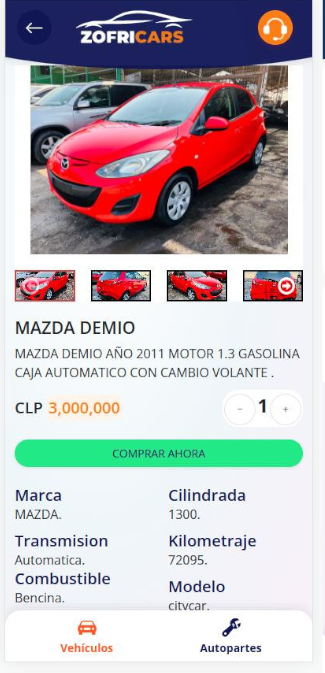 ZOFRICARS
MAZDA DEMIO
MAZDA DEMIO AÑO 2011 MOTOR 1.3 GASOLINA
CAJA AUTOMATICO CON CAMBIO VOLANTE .
CLP 3,000,000
- 1 +
COMPRAR AHORA
Marca
MAZDA.
Cilindrada
1300.
Transmision
Automatica.
Kilometraje
72095.
Combustible
Bencina.
Modelo
citycar.
Vehículos
Autopartes